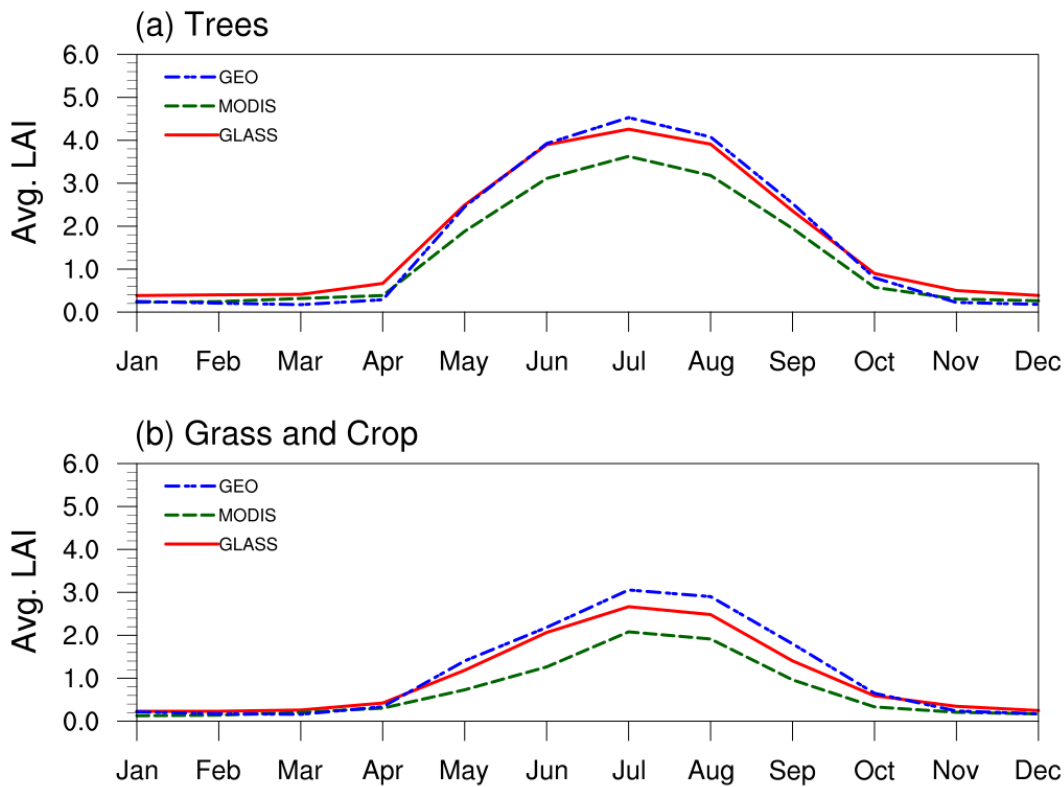 (a) Trees
Avg. LAI
6.0
5.0
4.0
3.0
2.0
1.0
0.0
GEO
MODIS
GLASS
Jan Feb Mar Apr May Jun Jul Aug Sep Oct Nov Dec
(b) Grass and Crop
Avg. LAI
6.0
5.0
4.0
3.0
2.0
1.0
0.0
GEO
MODIS
GLASS
Jan Feb Mar Apr May Jun Jul Aug Sep Oct Nov Dec